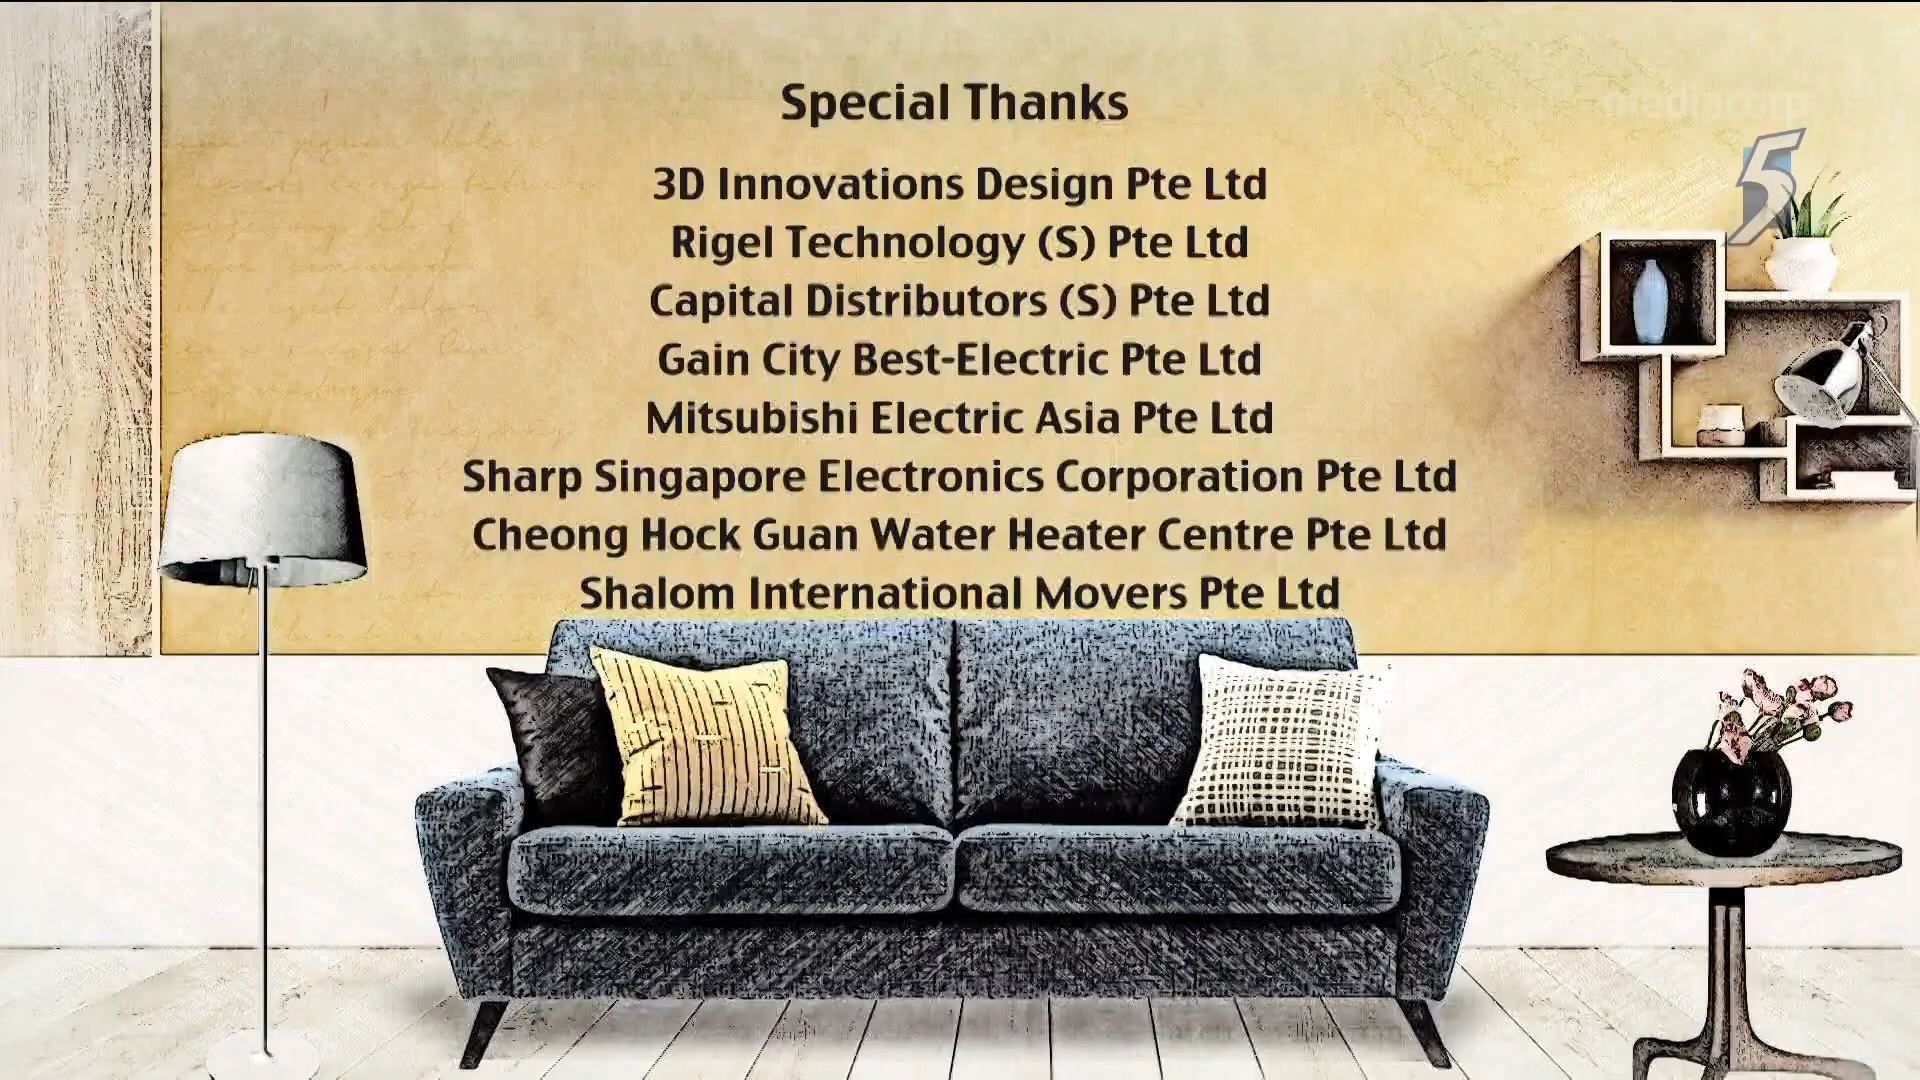 Special Thanks
mediacorp
5
3D Innovations Design Pte Ltd
Rigel Technology (S) Pte Ltd
Capital Distributors (S) Pte Ltd
Gain City Best-Electric Pte Ltd
Mitsubishi Electric Asia Pte Ltd
Sharp Singapore Electronics Corporation Pte Ltd
Cheong Hock Guan Water Heater Centre Pte Ltd
Shalom International Movers Pte Ltd